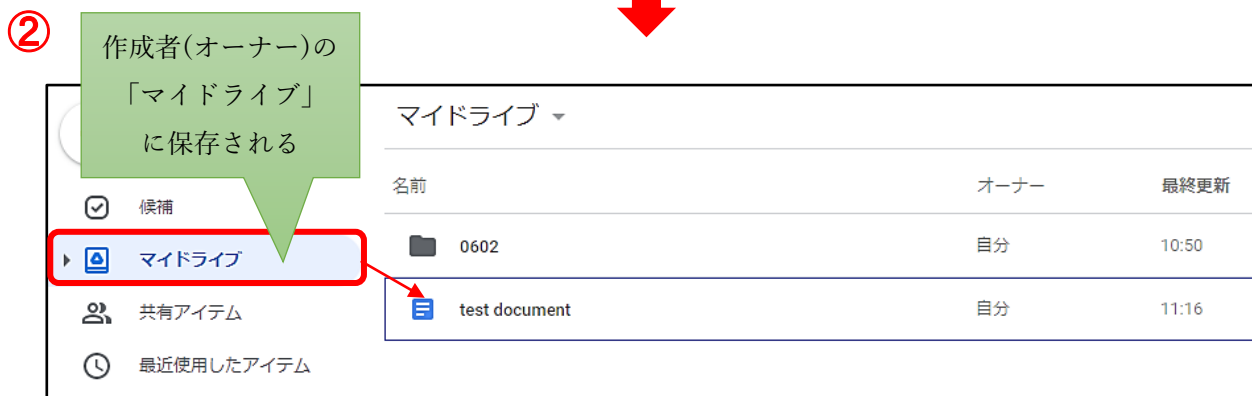 ②
作成者(オーナー)の
「マイドライブ」
に保存される
マイドライブ
名前 オーナー 最終更新
候補
0602 自分 10:50
マイドライブ
test document 自分 11:16
共有アイテム
最近使用したアイテム